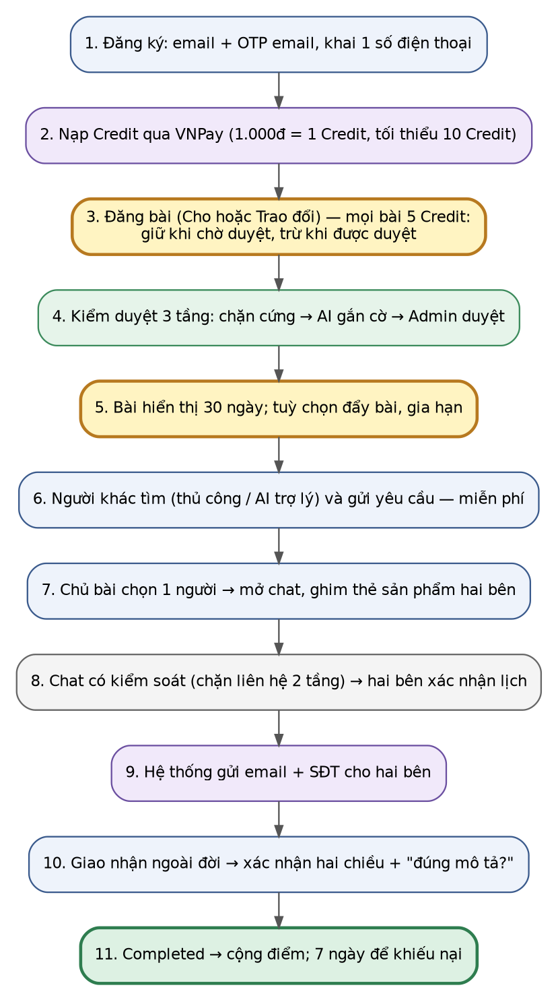 1. Đăng ký: email + OTP email, khai 1 số điện thoại
2. Nạp Credit qua VNPay (1.000đ = 1 Credit, tối thiểu 10 Credit)
3. Đăng bài (Cho hoặc Trao đổi) — mọi bài 5 Credit:
giữ khi chờ duyệt, trừ khi được duyệt
4. Kiểm duyệt 3 tầng: chặn cứng → AI gắn cờ → Admin duyệt
5. Bài hiển thị 30 ngày; tuỳ chọn đẩy bài, gia hạn
6. Người khác tìm (thủ công / AI trợ lý) và gửi yêu cầu — miễn phí
7. Chủ bài chọn 1 người → mở chat, ghim thẻ sản phẩm hai bên
8. Chat có kiểm soát (chặn liên hệ 2 tầng) → hai bên xác nhận lịch
9. Hệ thống gửi email + SĐT cho hai bên
10. Giao nhận ngoài đời → xác nhận hai chiều + "đúng mô tả?"
11. Completed → cộng điểm; 7 ngày để khiếu nại